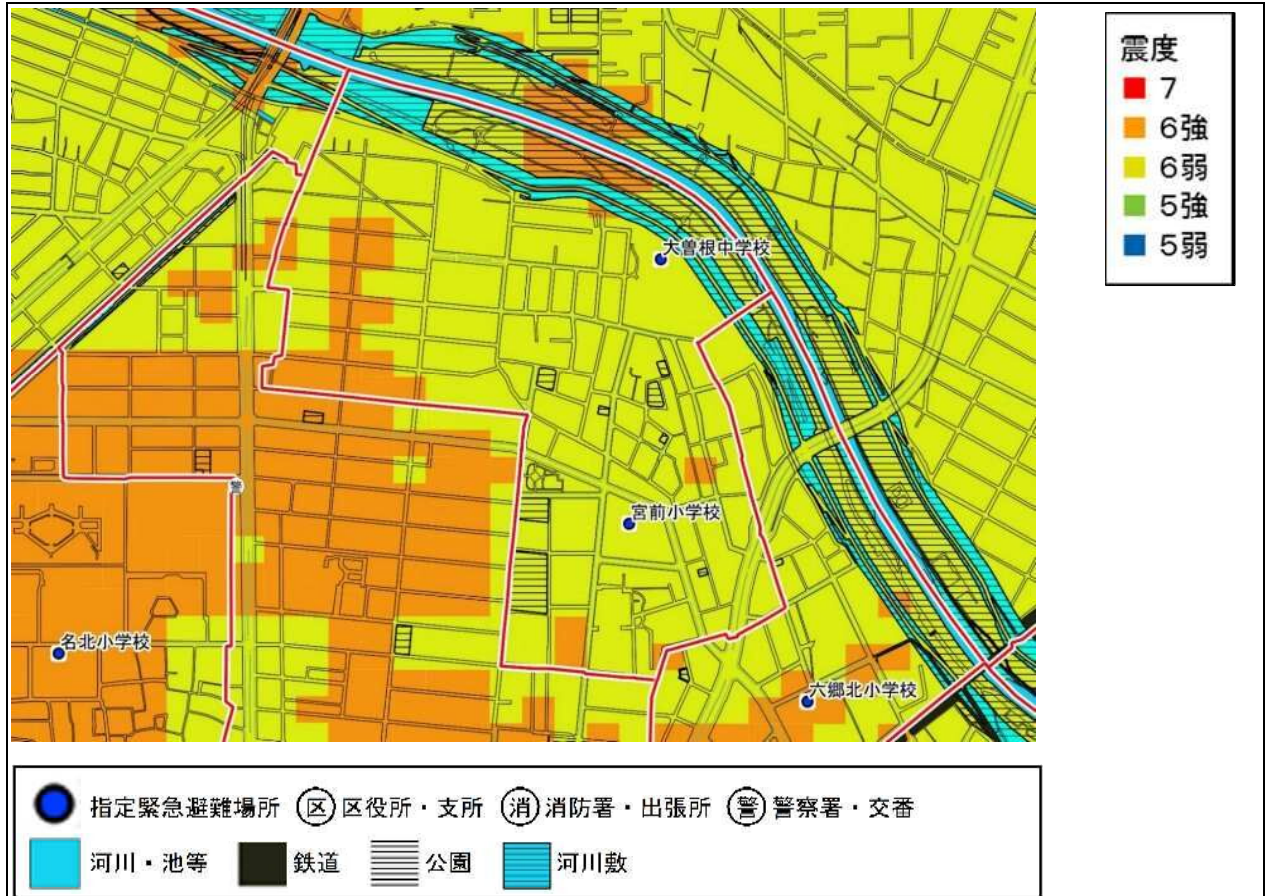 震度
7
6強
6弱
5強
5弱
大曽根中学校
警
宮前小学校
名北小学校
六郷北小学校
指定緊急避難場所 区 区役所・支所 消 消防署・出張所 警 警察署・交番
河川・池等 鉄道 公園 河川敷